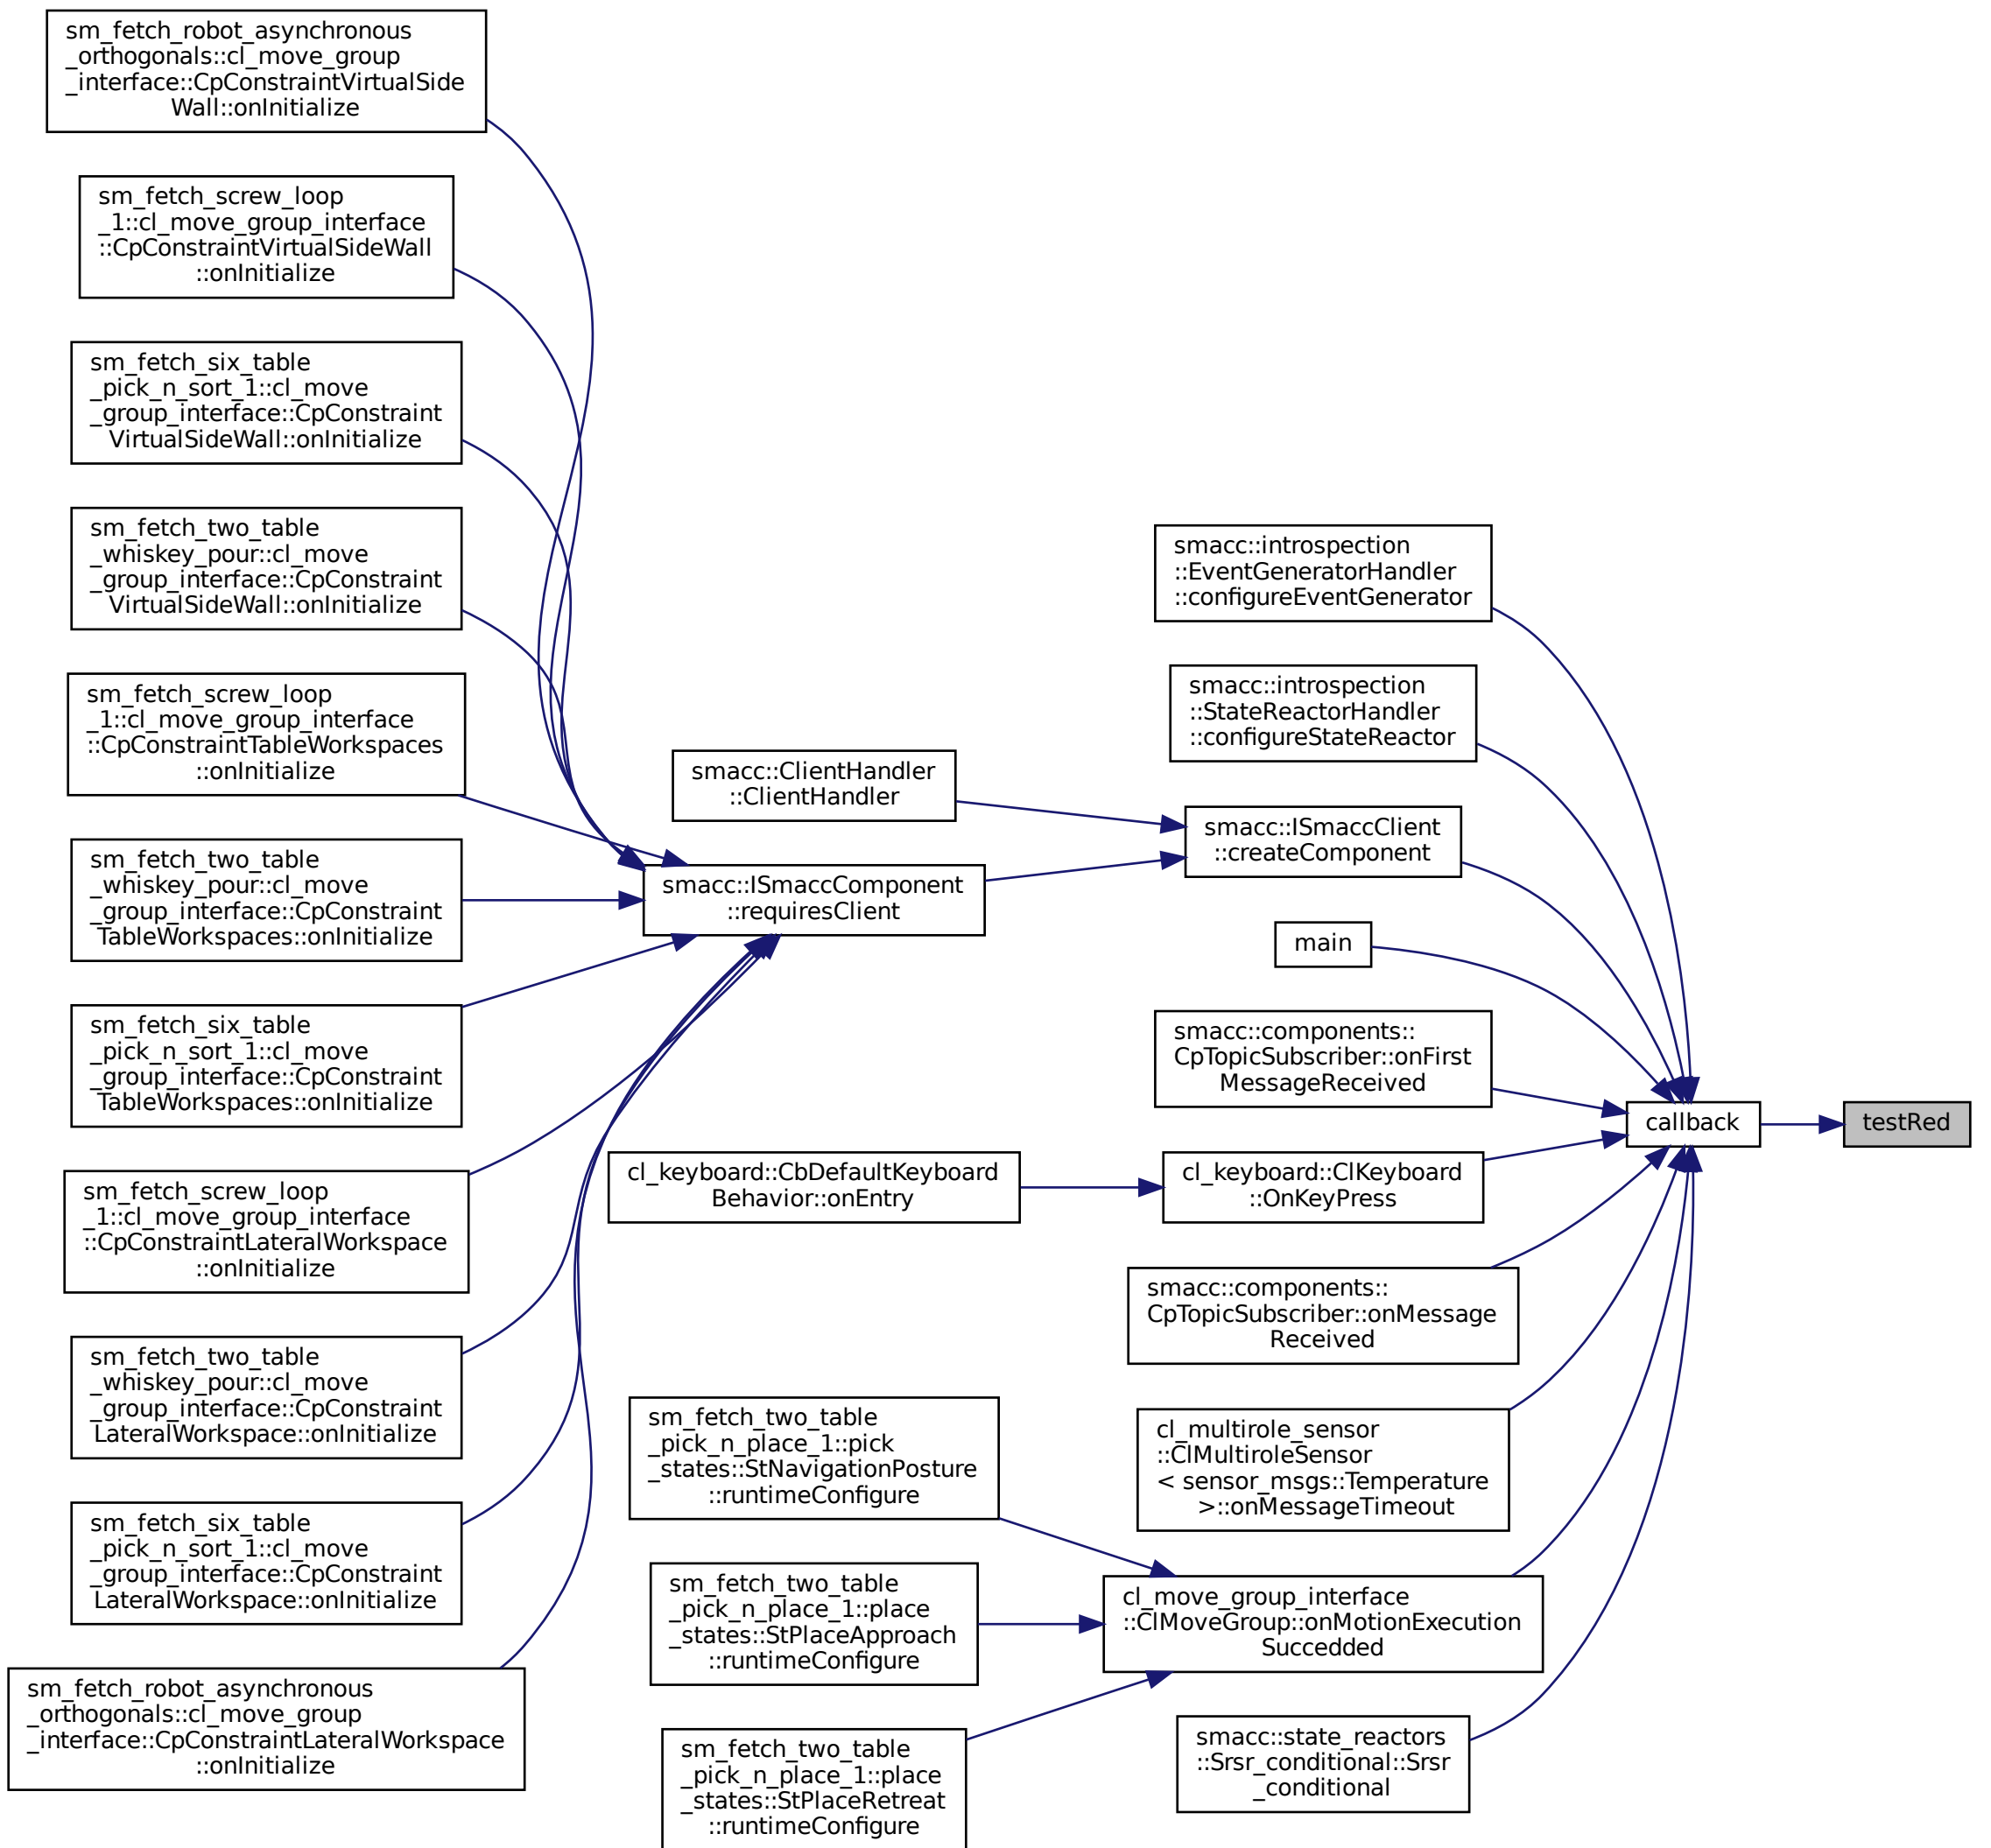 sm_fetch_robot_asynchronous
_orthogonals::cl_move_group
_interface::CpConstraintVirtualSide
Wall::onInitialize
sm_fetch_screw_loop
_1::cl_move_group_interface
::CpConstraintVirtualSideWall
::onInitialize
sm_fetch_six_table
_pick_n_sort_1::cl_move
_group_interface::CpConstraint
VirtualSideWall::onInitialize
sm_fetch_two_table
_whiskey_pour::cl_move
_group_interface::CpConstraint
VirtualSideWall::onInitialize
sm_fetch_screw_loop
_1::cl_move_group_interface
::CpConstraintTableWorkspaces
::onInitialize
sm_fetch_two_table
_whiskey_pour::cl_move
_group_interface::CpConstraint
TableWorkspaces::onInitialize
sm_fetch_six_table
_pick_n_sort_1::cl_move
_group_interface::CpConstraint
TableWorkspaces::onInitialize
sm_fetch_screw_loop
_1::cl_move_group_interface
::CpConstraintLateralWorkspace
::onInitialize
sm_fetch_two_table
_whiskey_pour::cl_move
_group_interface::CpConstraint
LateralWorkspace::onInitialize
sm_fetch_six_table
_pick_n_sort_1::cl_move
_group_interface::CpConstraint
LateralWorkspace::onInitialize
sm_fetch_robot_asynchronous
_orthogonals::cl_move_group
_interface::CpConstraintLateralWorkspace
::onInitialize
smacc::ClientHandler
::ClientHandler
smacc::ISmaccComponent
::requiresClient
cl_keyboard::CbDefaultKeyboard
Behavior::onEntry
sm_fetch_two_table
_pick_n_place_1::pick
_states::StNavigationPosture
::runtimeConfigure
sm_fetch_two_table
_pick_n_place_1::place
_states::StPlaceApproach
::runtimeConfigure
sm_fetch_two_table
_pick_n_place_1::place
_states::StPlaceRetreat
::runtimeConfigure
smacc::introspection
::EventGeneratorHandler
::configureEventGenerator
smacc::introspection
::StateReactorHandler
::configureStateReactor
smacc::ISmaccClient
::createComponent
main
smacc::components::
CpTopicSubscriber::onFirst
MessageReceived
cl_keyboard::ClKeyboard
::OnKeyPress
smacc::components::
CpTopicSubscriber::onMessage
Received
cl_multirole_sensor
::ClMultiroleSensor
< sensor_msgs::Temperature
>::onMessageTimeout
cl_move_group_interface
::ClMoveGroup::onMotionExecution
Succedded
smacc::state_reactors
::Srsr_conditional::Srsr
_conditional
callback
testRed